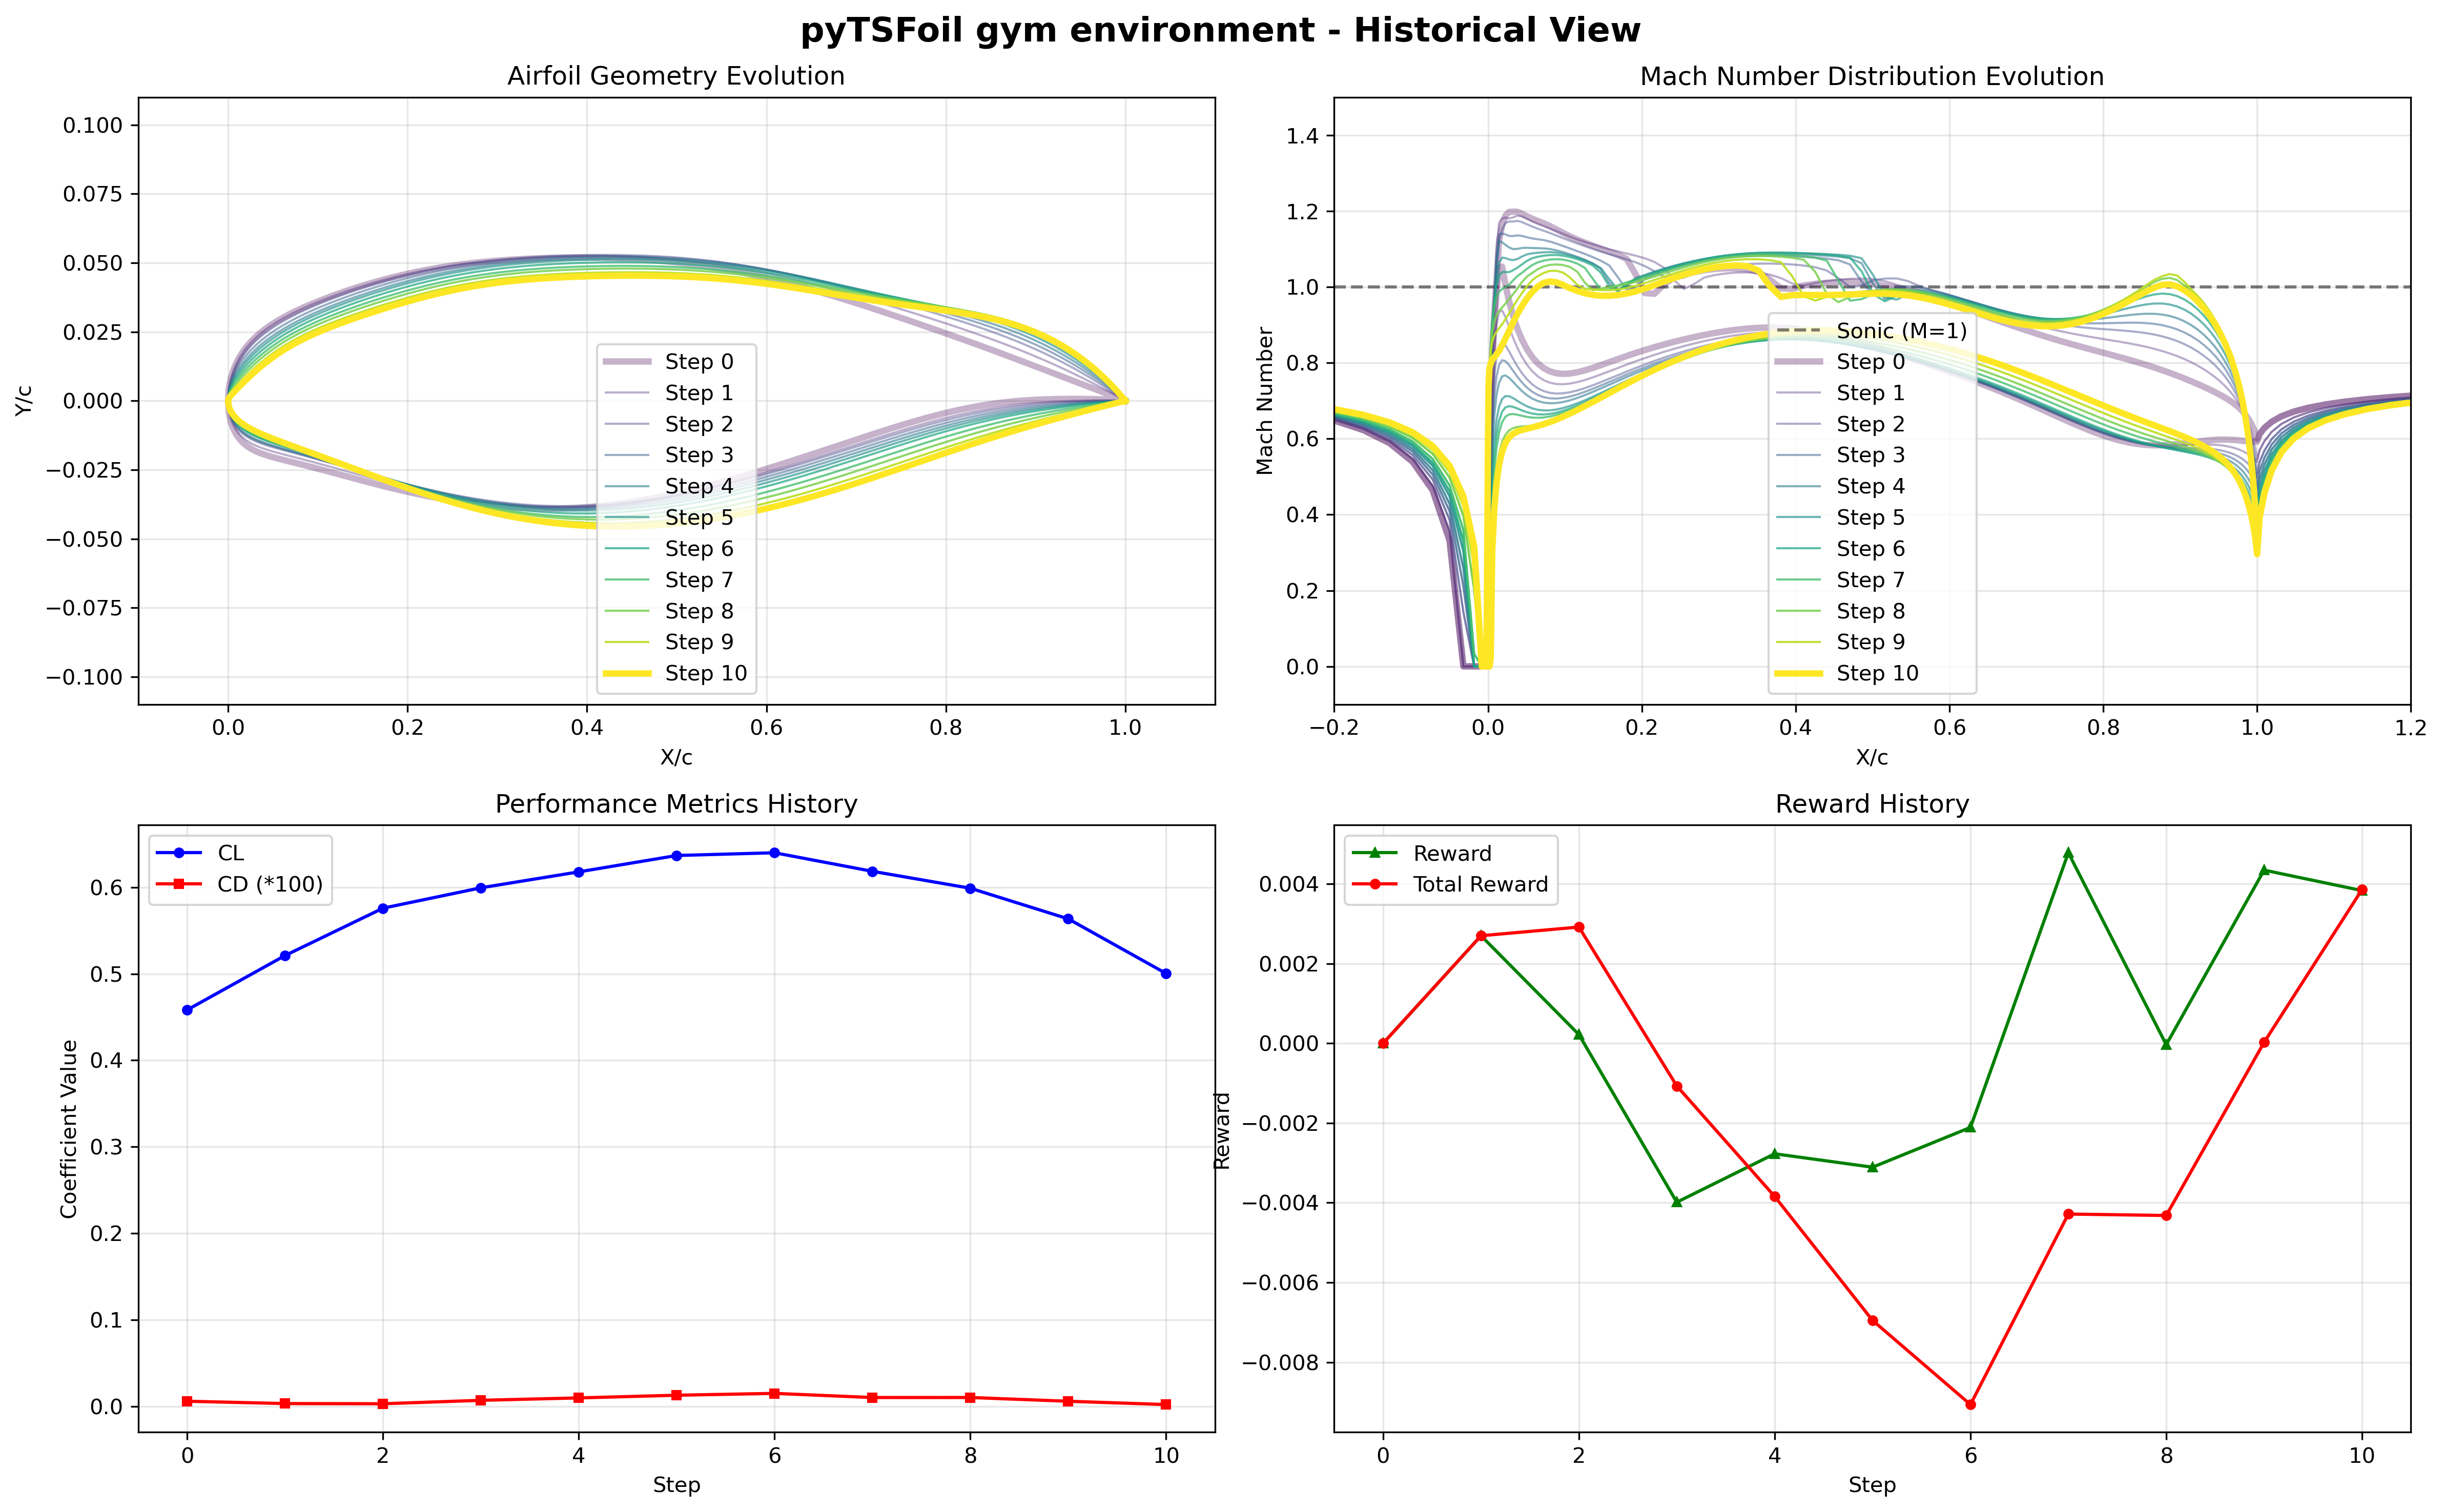 pyTSFoil gym environment - Historical View
Airfoil Geometry Evolution
0.100
0.075
0.050
0.025
0.000
−0.025
−0.050
−0.075
−0.100
Y/c
Step 0
Step 1
Step 2
Step 3
Step 4
Step 5
Step 6
Step 7
Step 8
Step 9
Step 10
0.0 0.2 0.4 0.6 0.8 1.0
X/c
Mach Number Distribution Evolution
1.4
1.2
1.0
0.8
0.6
0.4
0.2
0.0
Mach Number
Sonic (M=1)
Step 0
Step 1
Step 2
Step 3
Step 4
Step 5
Step 6
Step 7
Step 8
Step 9
Step 10
−0.2 0.0 0.2 0.4 0.6 0.8 1.0 1.2
X/c
Performance Metrics History
CL
CD (*100)
0.6
0.5
0.4
0.3
0.2
0.1
0.0
Coefficient Value
0 2 4 6 8 10
Step
Reward History
Reward
Total Reward
0.004
0.002
0.000
−0.002
−0.004
−0.006
−0.008
Reward
0 2 4 6 8 10
Step